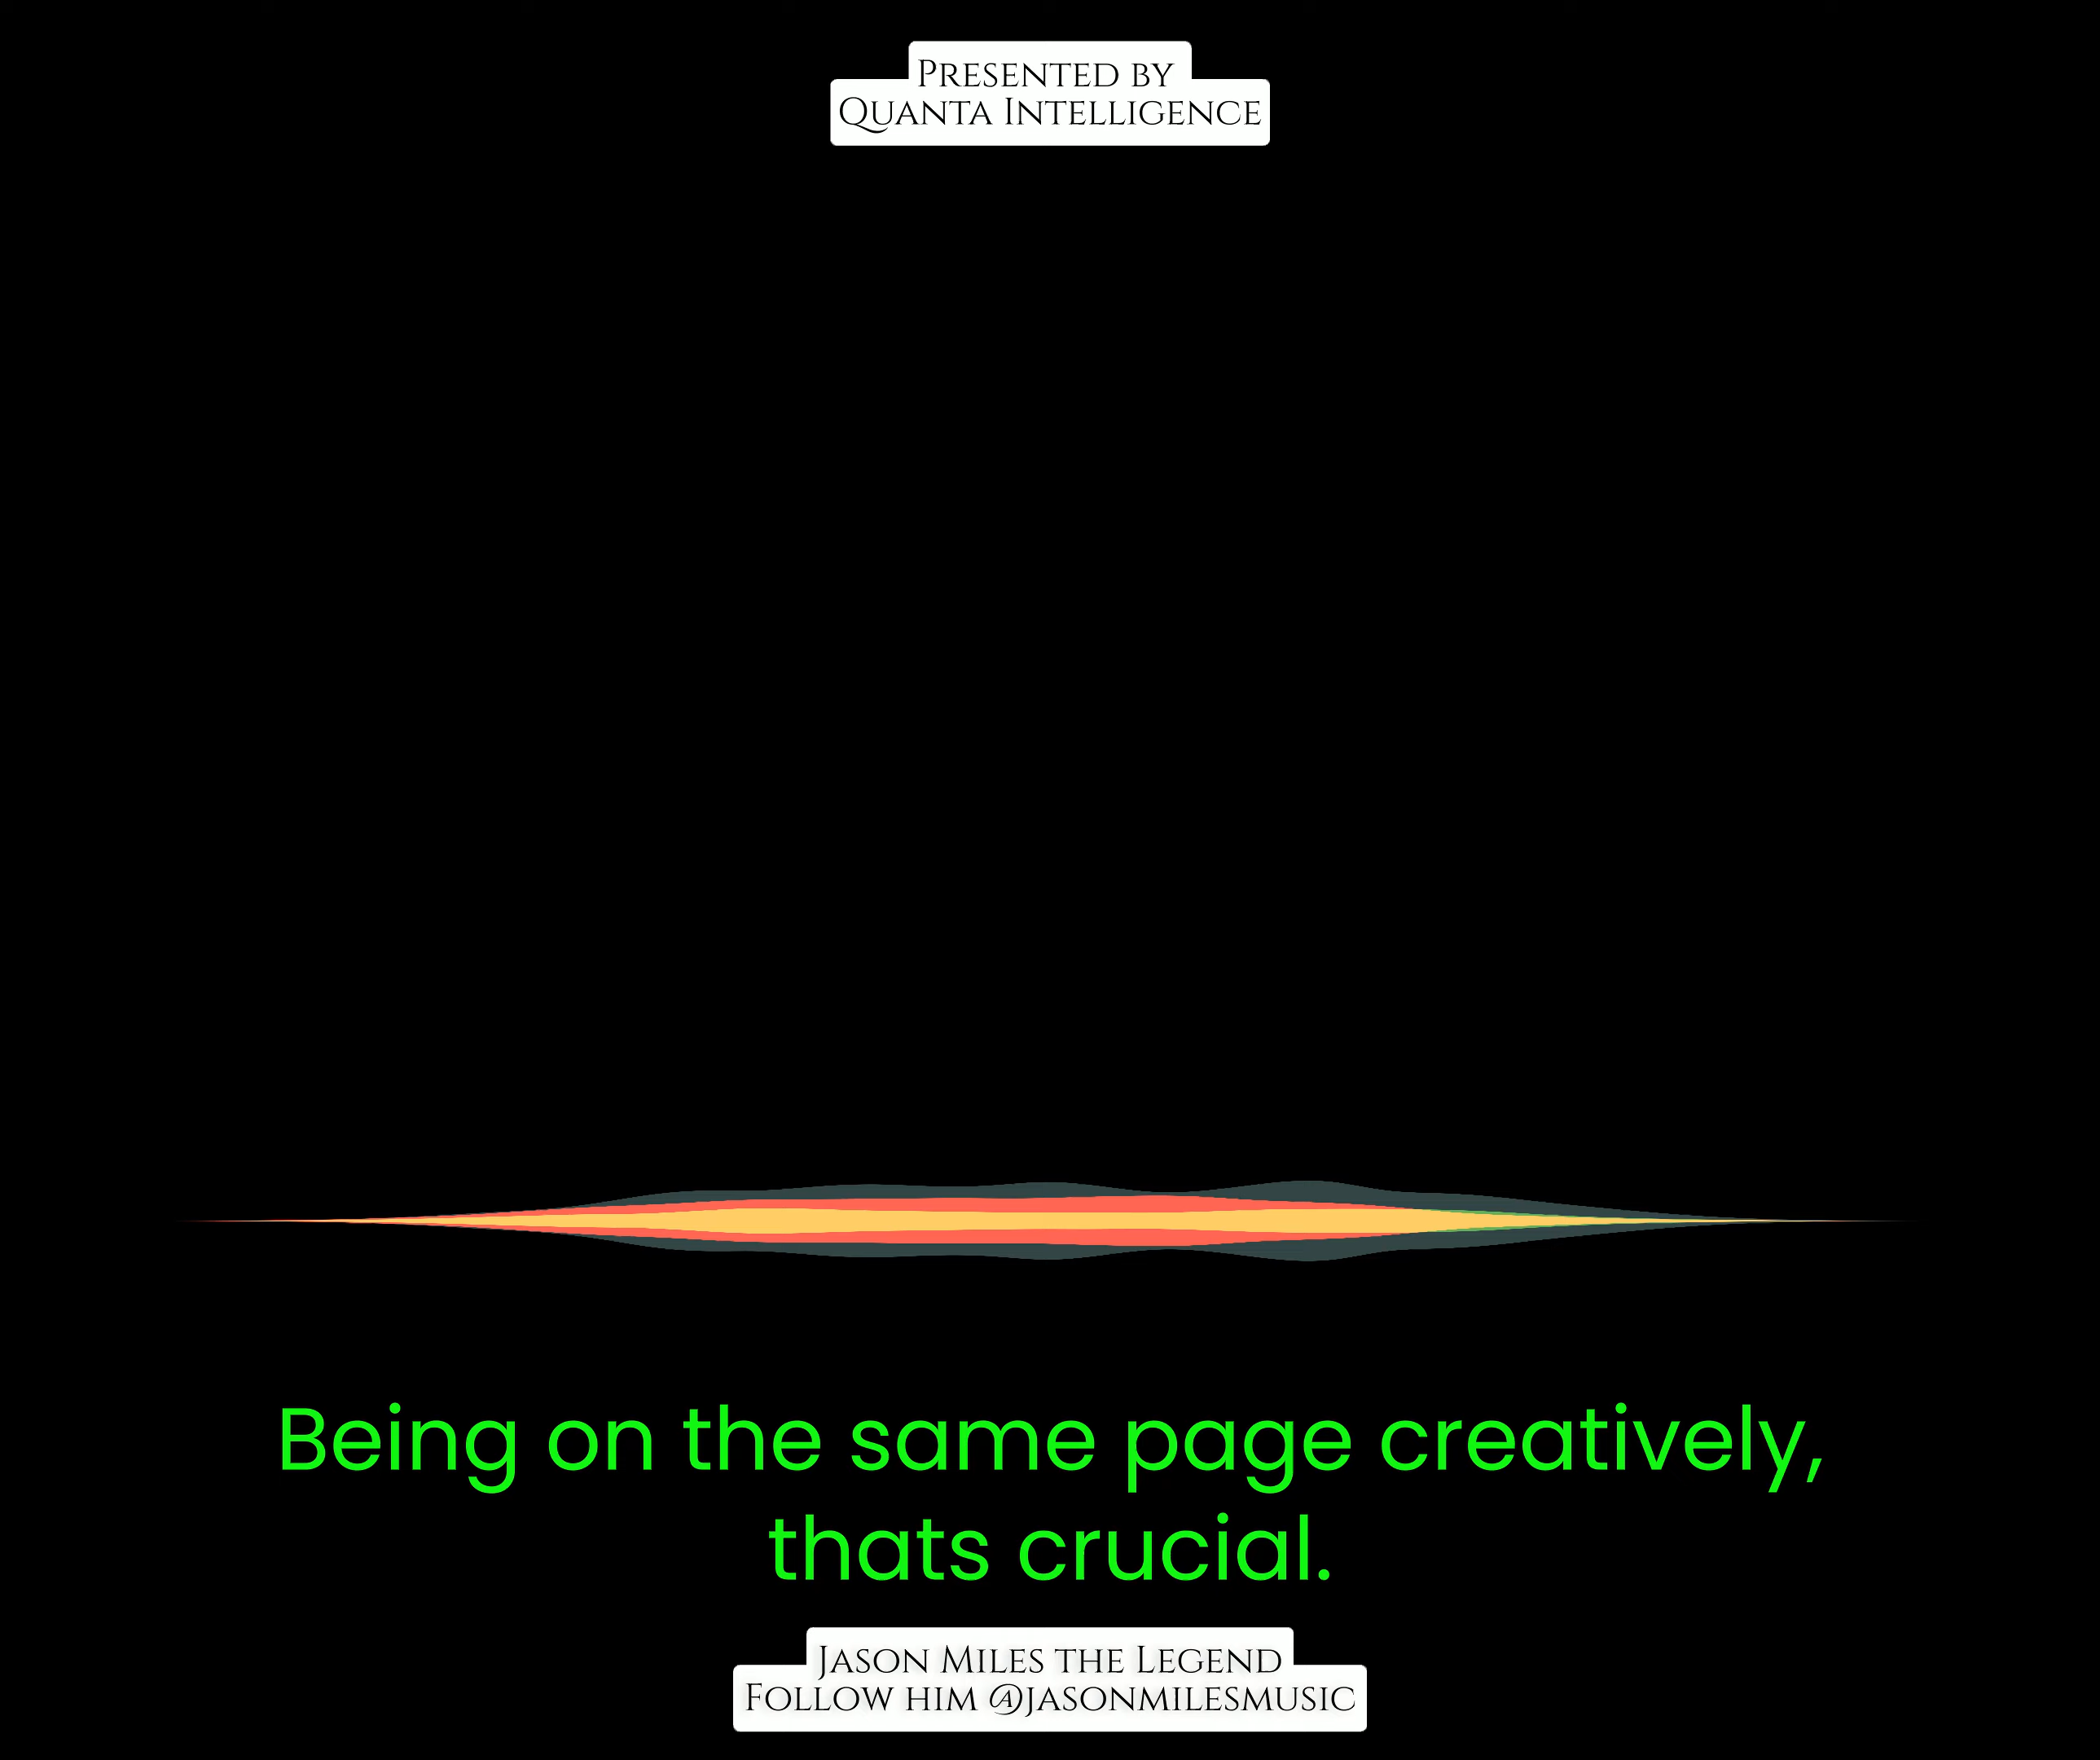 Presented by
Quanta Intelligence
Being on the same page creatively,
thats crucial.
Jason Miles the Legend
Follow him @jasonmilesmusic